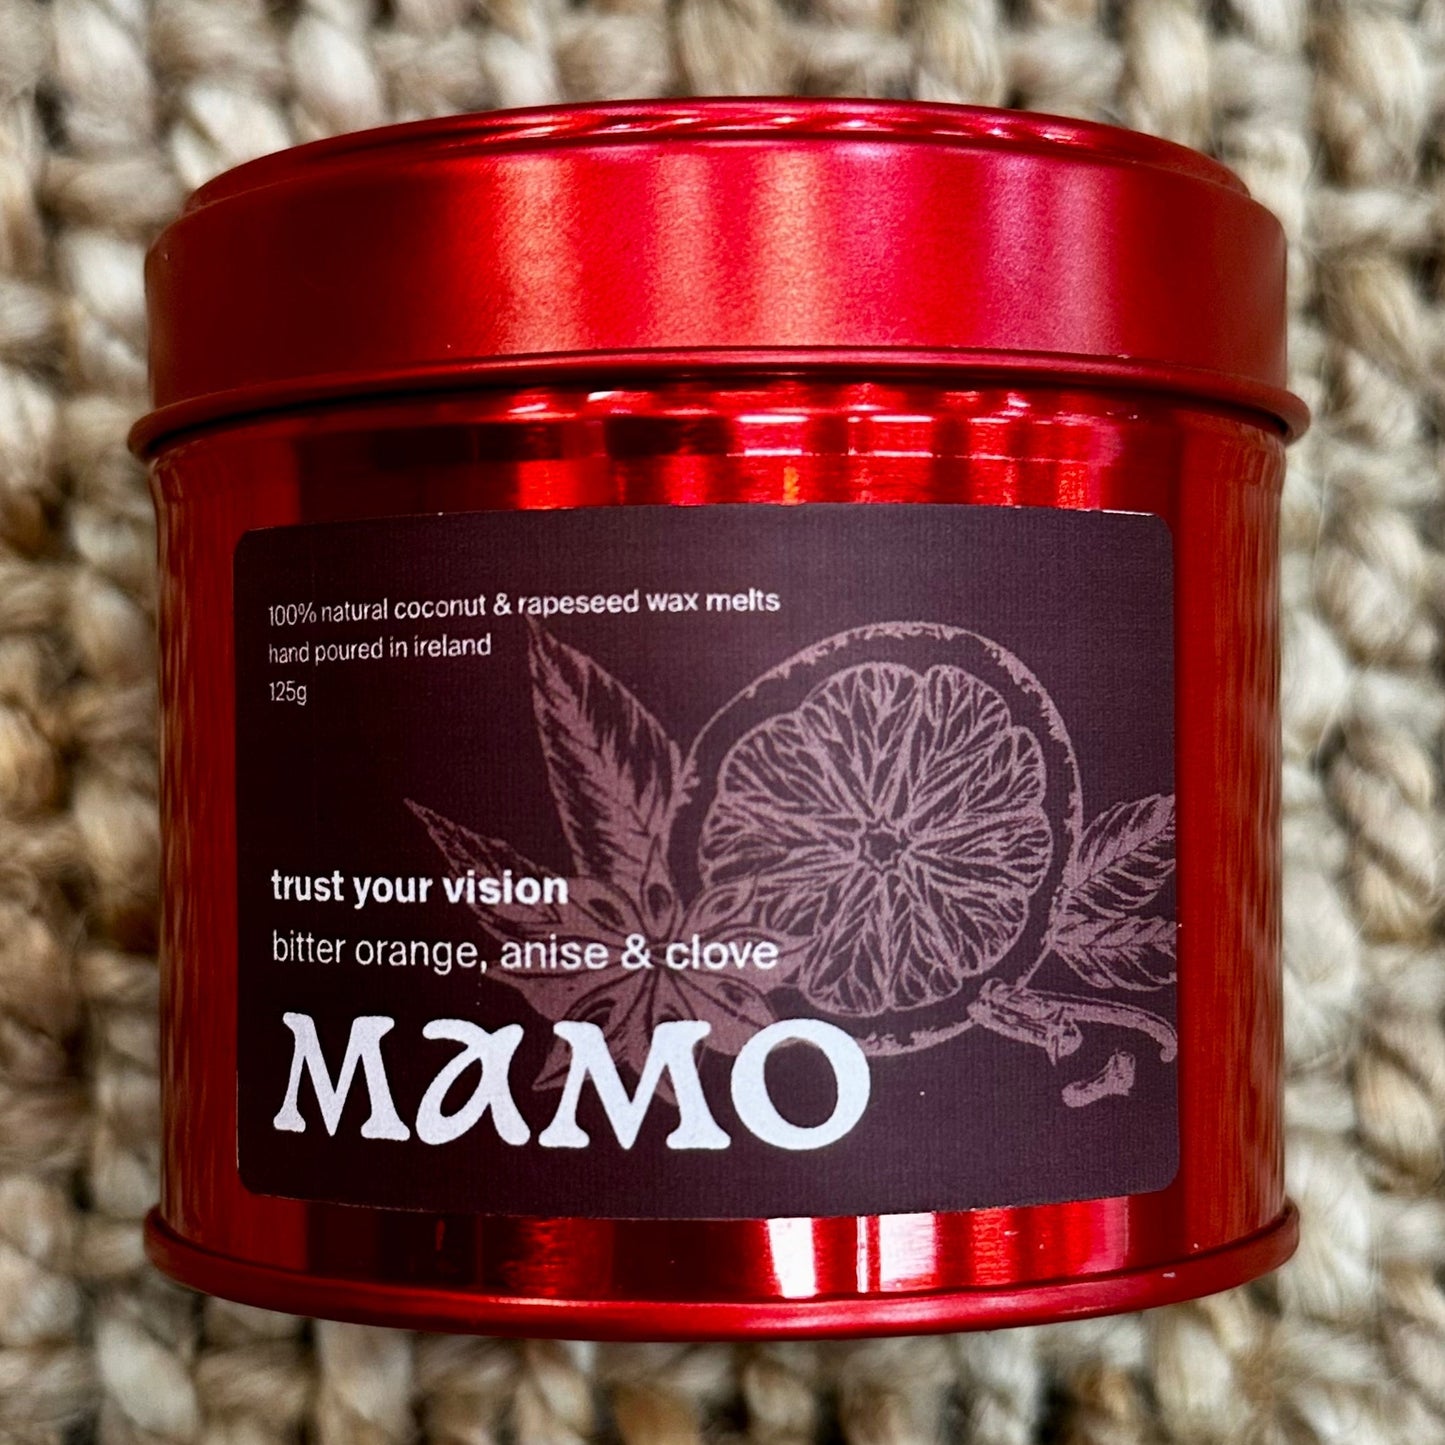 100% natural coconut & rapeseed wax melts
hand poured in ireland
125g
trust your vision
bitter orange, anise & clove
MaMO